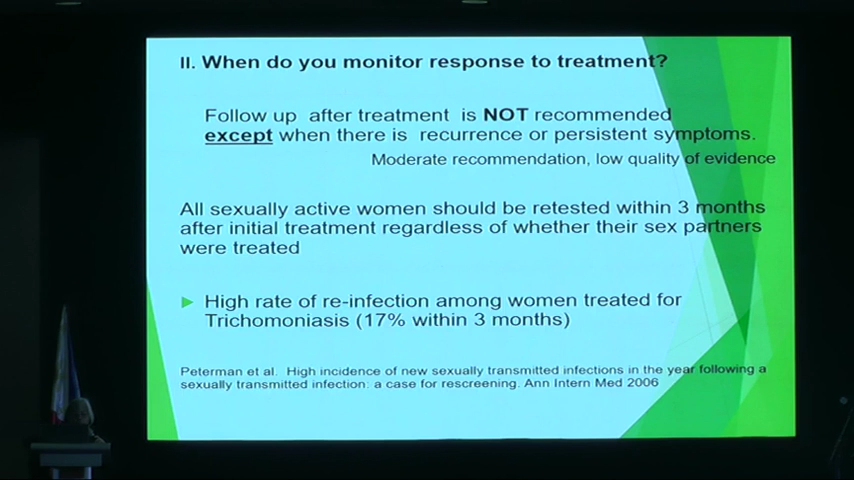 II. When do you monitor response to treatment?
Follow up after treatment is NOT recommended
except when there is recurrence or persistent symptoms.
Moderate recommendation, low quality of evidence
All sexually active women should be retested within 3 months
after initial treatment regardless of whether their sex partners
were treated
High rate of re-infection among women treated for
Trichomoniasis (17% within 3 months)
Peterman et al. High incidence of new sexually transmitted infections in the year following a
sexually transmitted infection: a case for rescreening. Ann Intern Med 2006